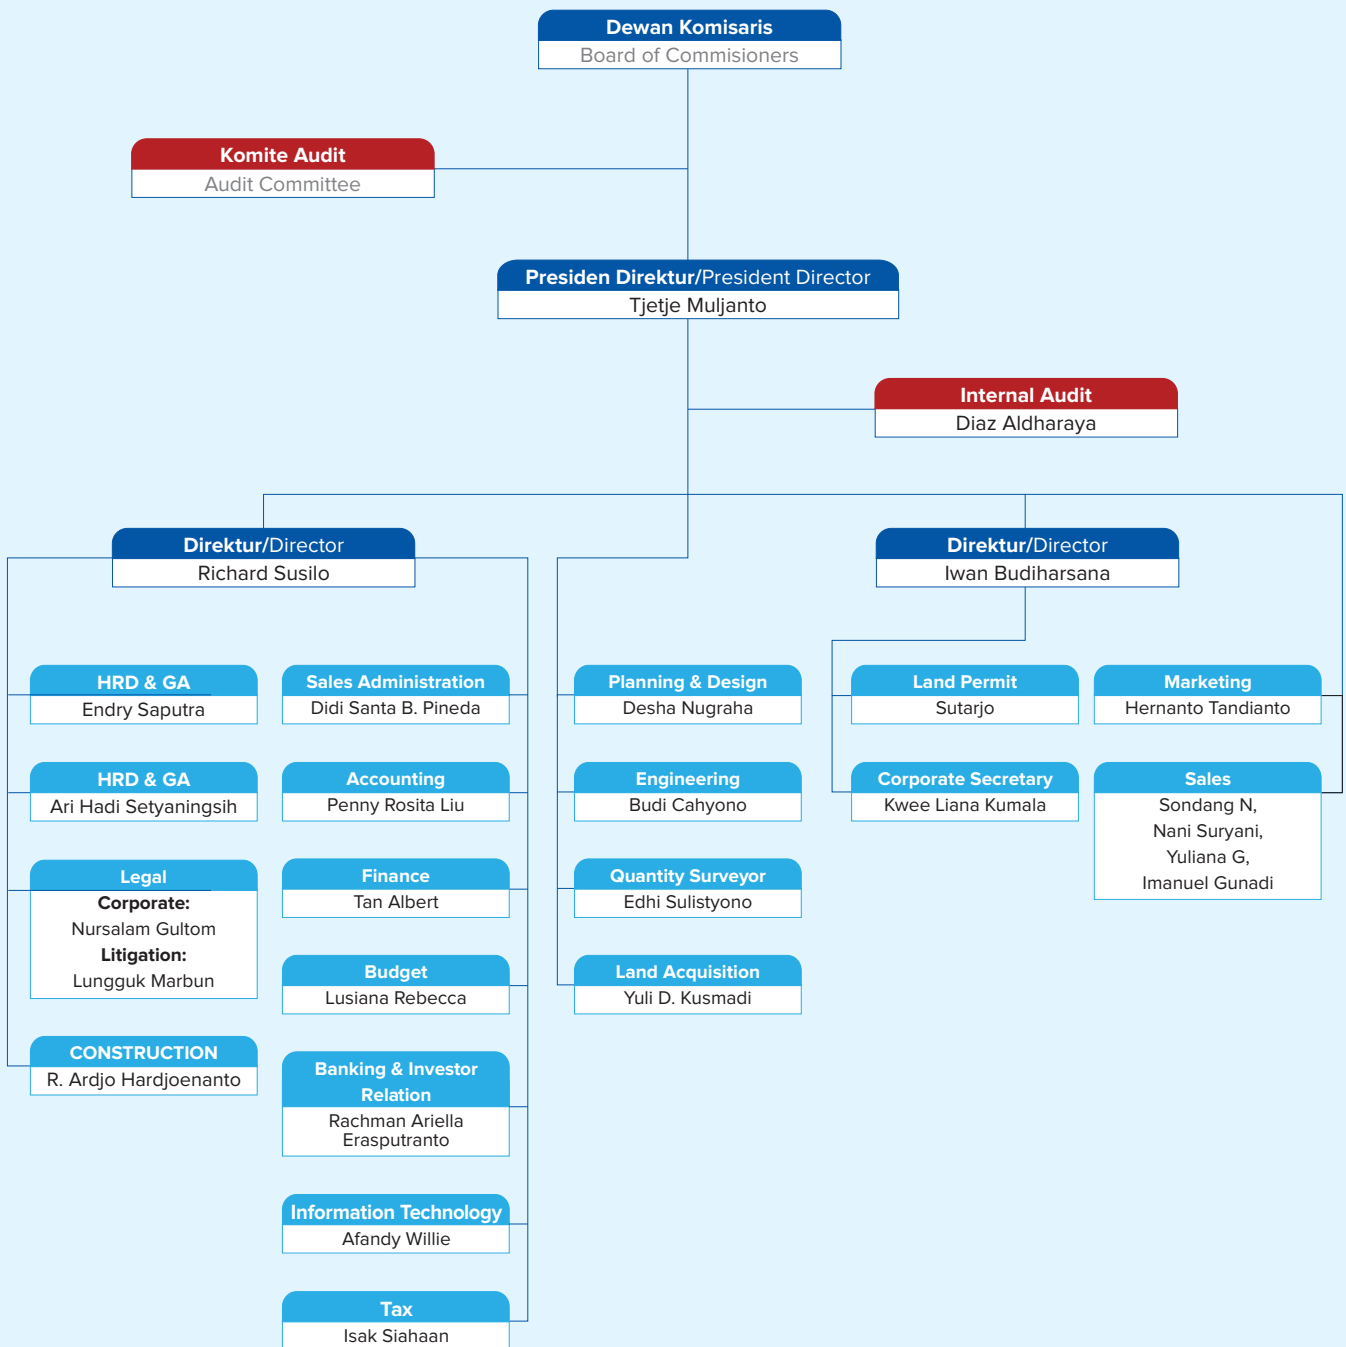 Dewan Komisaris
Board of Commisioners
Komite Audit
Audit Committee
Presiden Direktur/President Director
Tjetje Muljanto
Internal Audit
Diaz Aldharaya
Direktur/Director
Richard Susilo
Direktur/Director
Iwan Budiharsana
HRD & GA
Endry Saputra
HRD & GA
Ari Hadi Setyaningsih
Legal
Corporate:
Nursalam Gultom
Litigation:
Lungguk Marbun
CONSTRUCTION
R. Ardjo Hardjoenanto
Sales Administration
Didi Santa B. Pineda
Accounting
Penny Rosita Liu
Finance
Tan Albert
Budget
Lusiana Rebecca
Banking & Investor
Relation
Rachman Ariella
Erasputranto
Information Technology
Afandy Willie
Tax
Isak Siahaan
Planning & Design
Desha Nugraha
Engineering
Budi Cahyono
Quantity Surveyor
Edhi Sulistyono
Land Acquisition
Yuli D. Kusmadi
Land Permit
Sutarjo
Corporate Secretary
Kwee Liana Kumala
Marketing
Hernanto Tandianto
Sales
Sondang N,
Nani Suryani,
Yuliana G,
Imanuel Gunadi